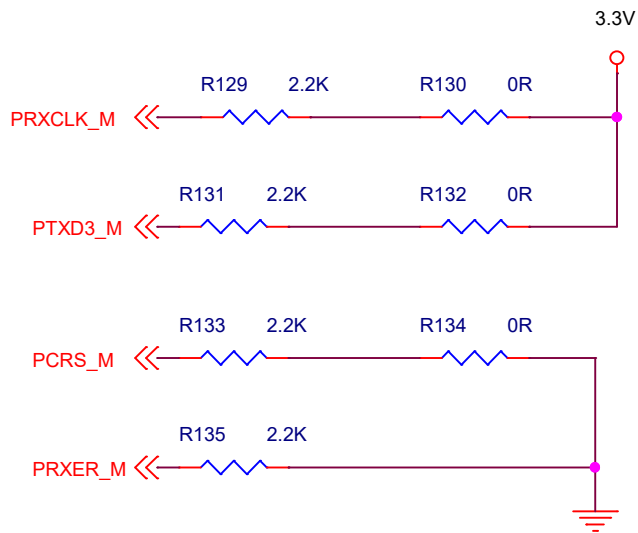 3.3V
R129 2.2K R130 0R
PRXCLK_M
R131 2.2K R132 0R
PTXD3_M
R133 2.2K R134 0R
PCRS_M
R135 2.2K
PRXER_M